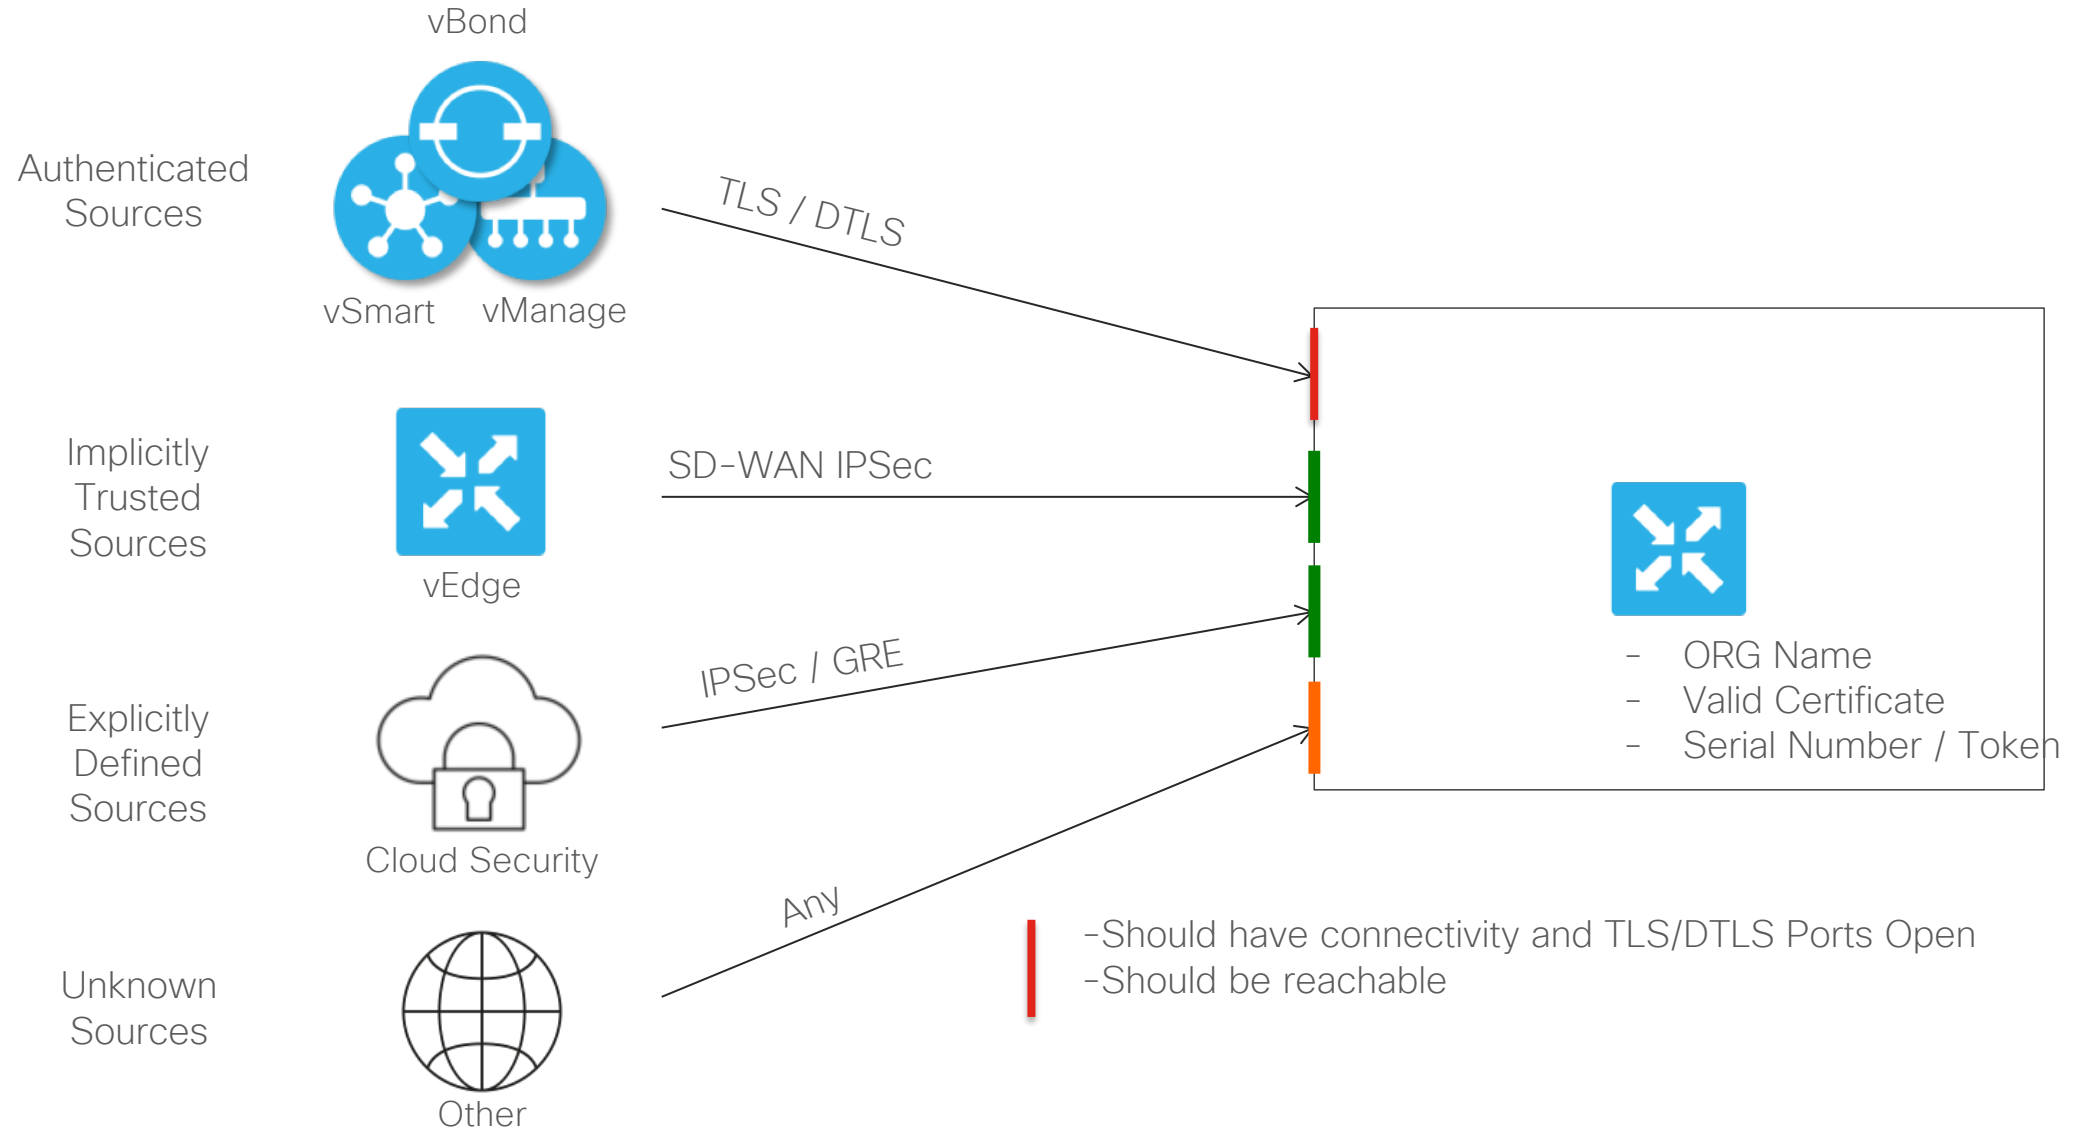 vBond
Authenticated
Sources
TLS / DTLS
vSmart
vManage
Implicitly
Trusted
Sources
SD-WAN IPSec
vEdge
IPSec / GRE
- ORG Name
- Valid Certificate
- Serial Number / Token
Explicitly
Defined
Sources
Cloud Security
Any
-Should have connectivity and TLS/DTLS Ports Open
-Should be reachable
Unknown
Sources
Other